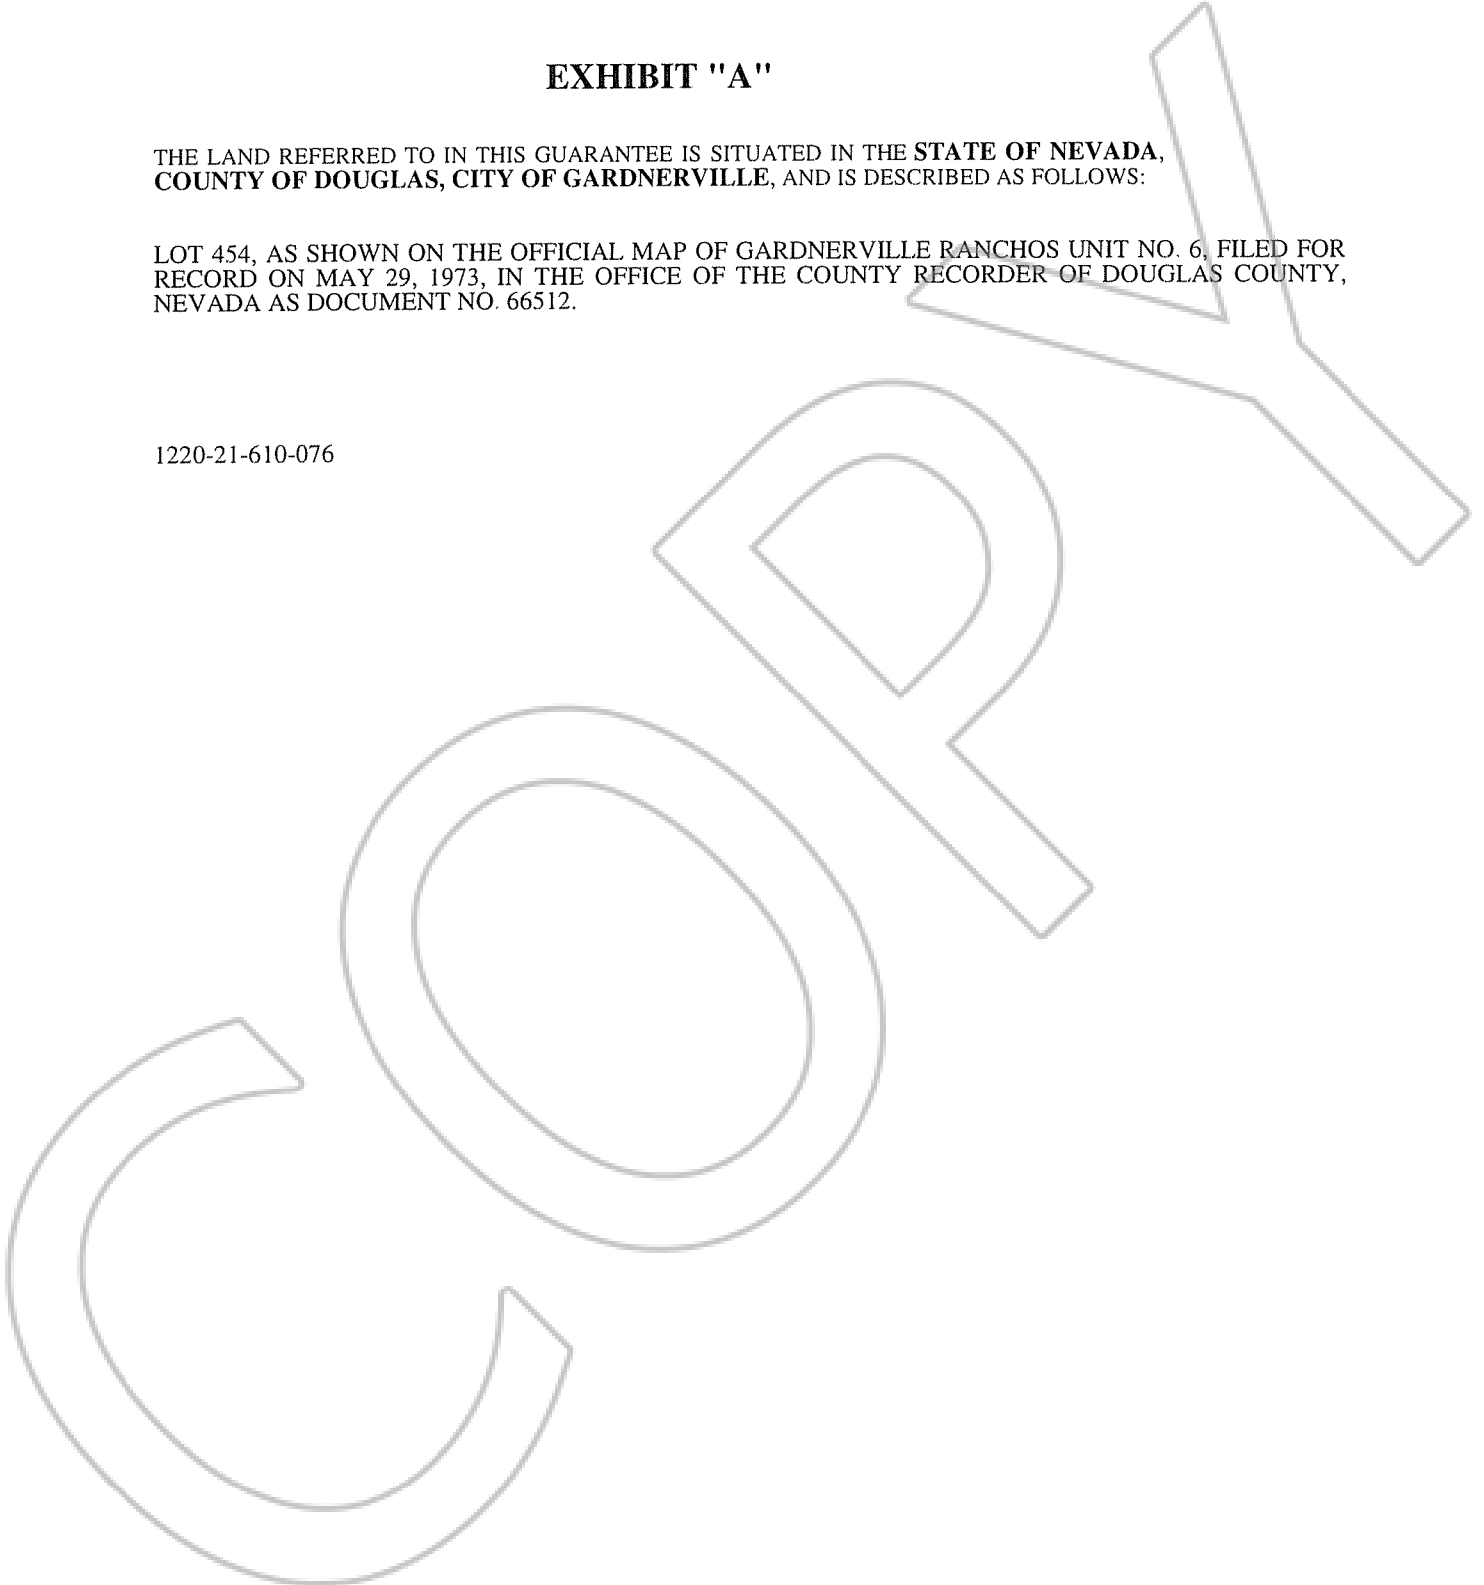 EXHIBIT "A"
THE LAND REFERRED TO IN THIS GUARANTEE IS SITUATED IN THE STATE OF NEVADA,
COUNTY OF DOUGLAS, CITY OF GARDNERVILLE, AND IS DESCRIBED AS FOLLOWS:
LOT 454, AS SHOWN ON THE OFFICIAL MAP OF GARDNERVILLE RANCHOS UNIT NO. 6, FILED FOR
RECORD ON MAY 29, 1973, IN THE OFFICE OF THE COUNTY RECORDER OF DOUGLAS COUNTY,
NEVADA AS DOCUMENT NO. 66512.
1220-21-610-076
COPY